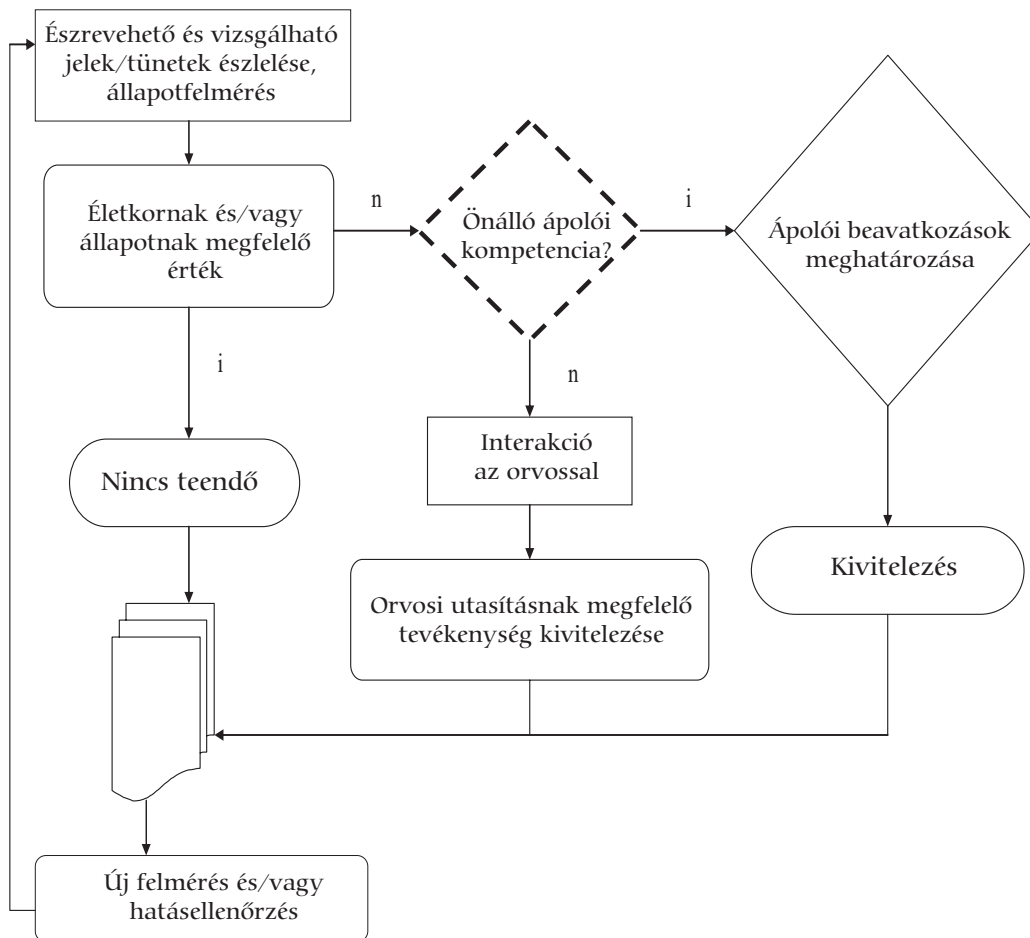 Észrevehető és vizsgálható
jelek/tünetek észlelése,
állapotfelmérés
Életkornak és/vagy
állapotnak megfelelő
érték
n
Önálló ápolói
kompetencia?
i
Ápolói beavatkozások
meghatározása
i
n
Nincs teendő
Interakció
az orvossal
Kivitelezés
Orvosi utasításnak megfelelő
tevékenység kivitelezése
Új felmérés és/vagy
hatásellenőrzés